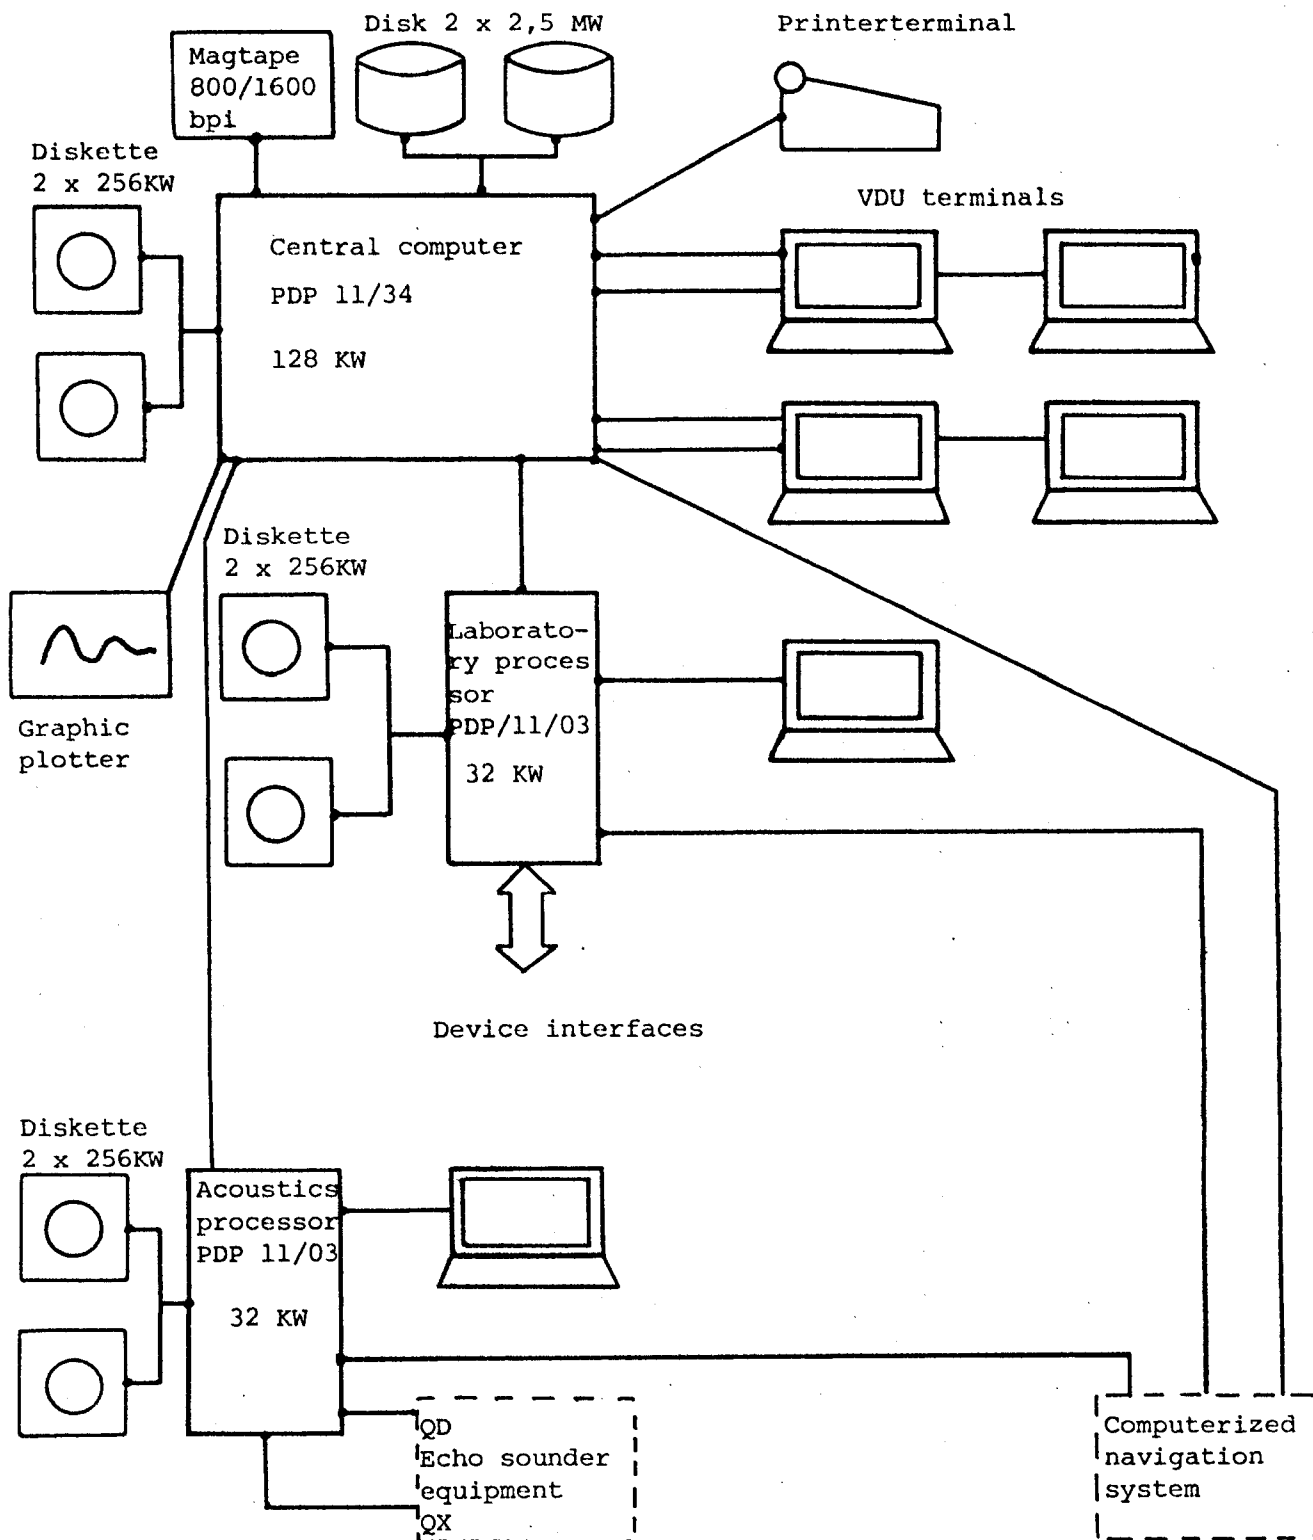 Disk 2 x 2,5 MW
Printerterminal
Magtape
800/1600
bpi
Diskette
2 x 256KW
VDU terminals
Central computer
PDP 11/34
128 KW
Diskette
2 x 256KW
Laborato-
ry proces
sor
PDP/11/03
32 KW
Graphic
plotter
Device interfaces
Diskette
2 x 256KW
Acoustics
processor
PDP 11/03
32 KW
QD
Echo sounder
equipment
QX
Computerized
navigation
system